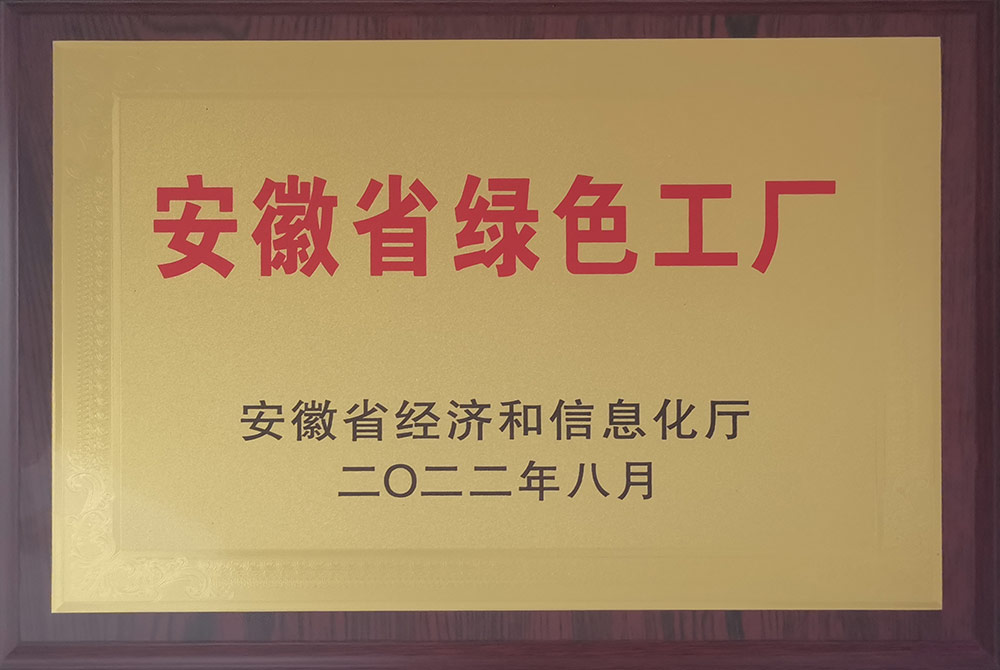 安徽省绿色工厂
安徽省经济和信息化厅
二〇二二年八月